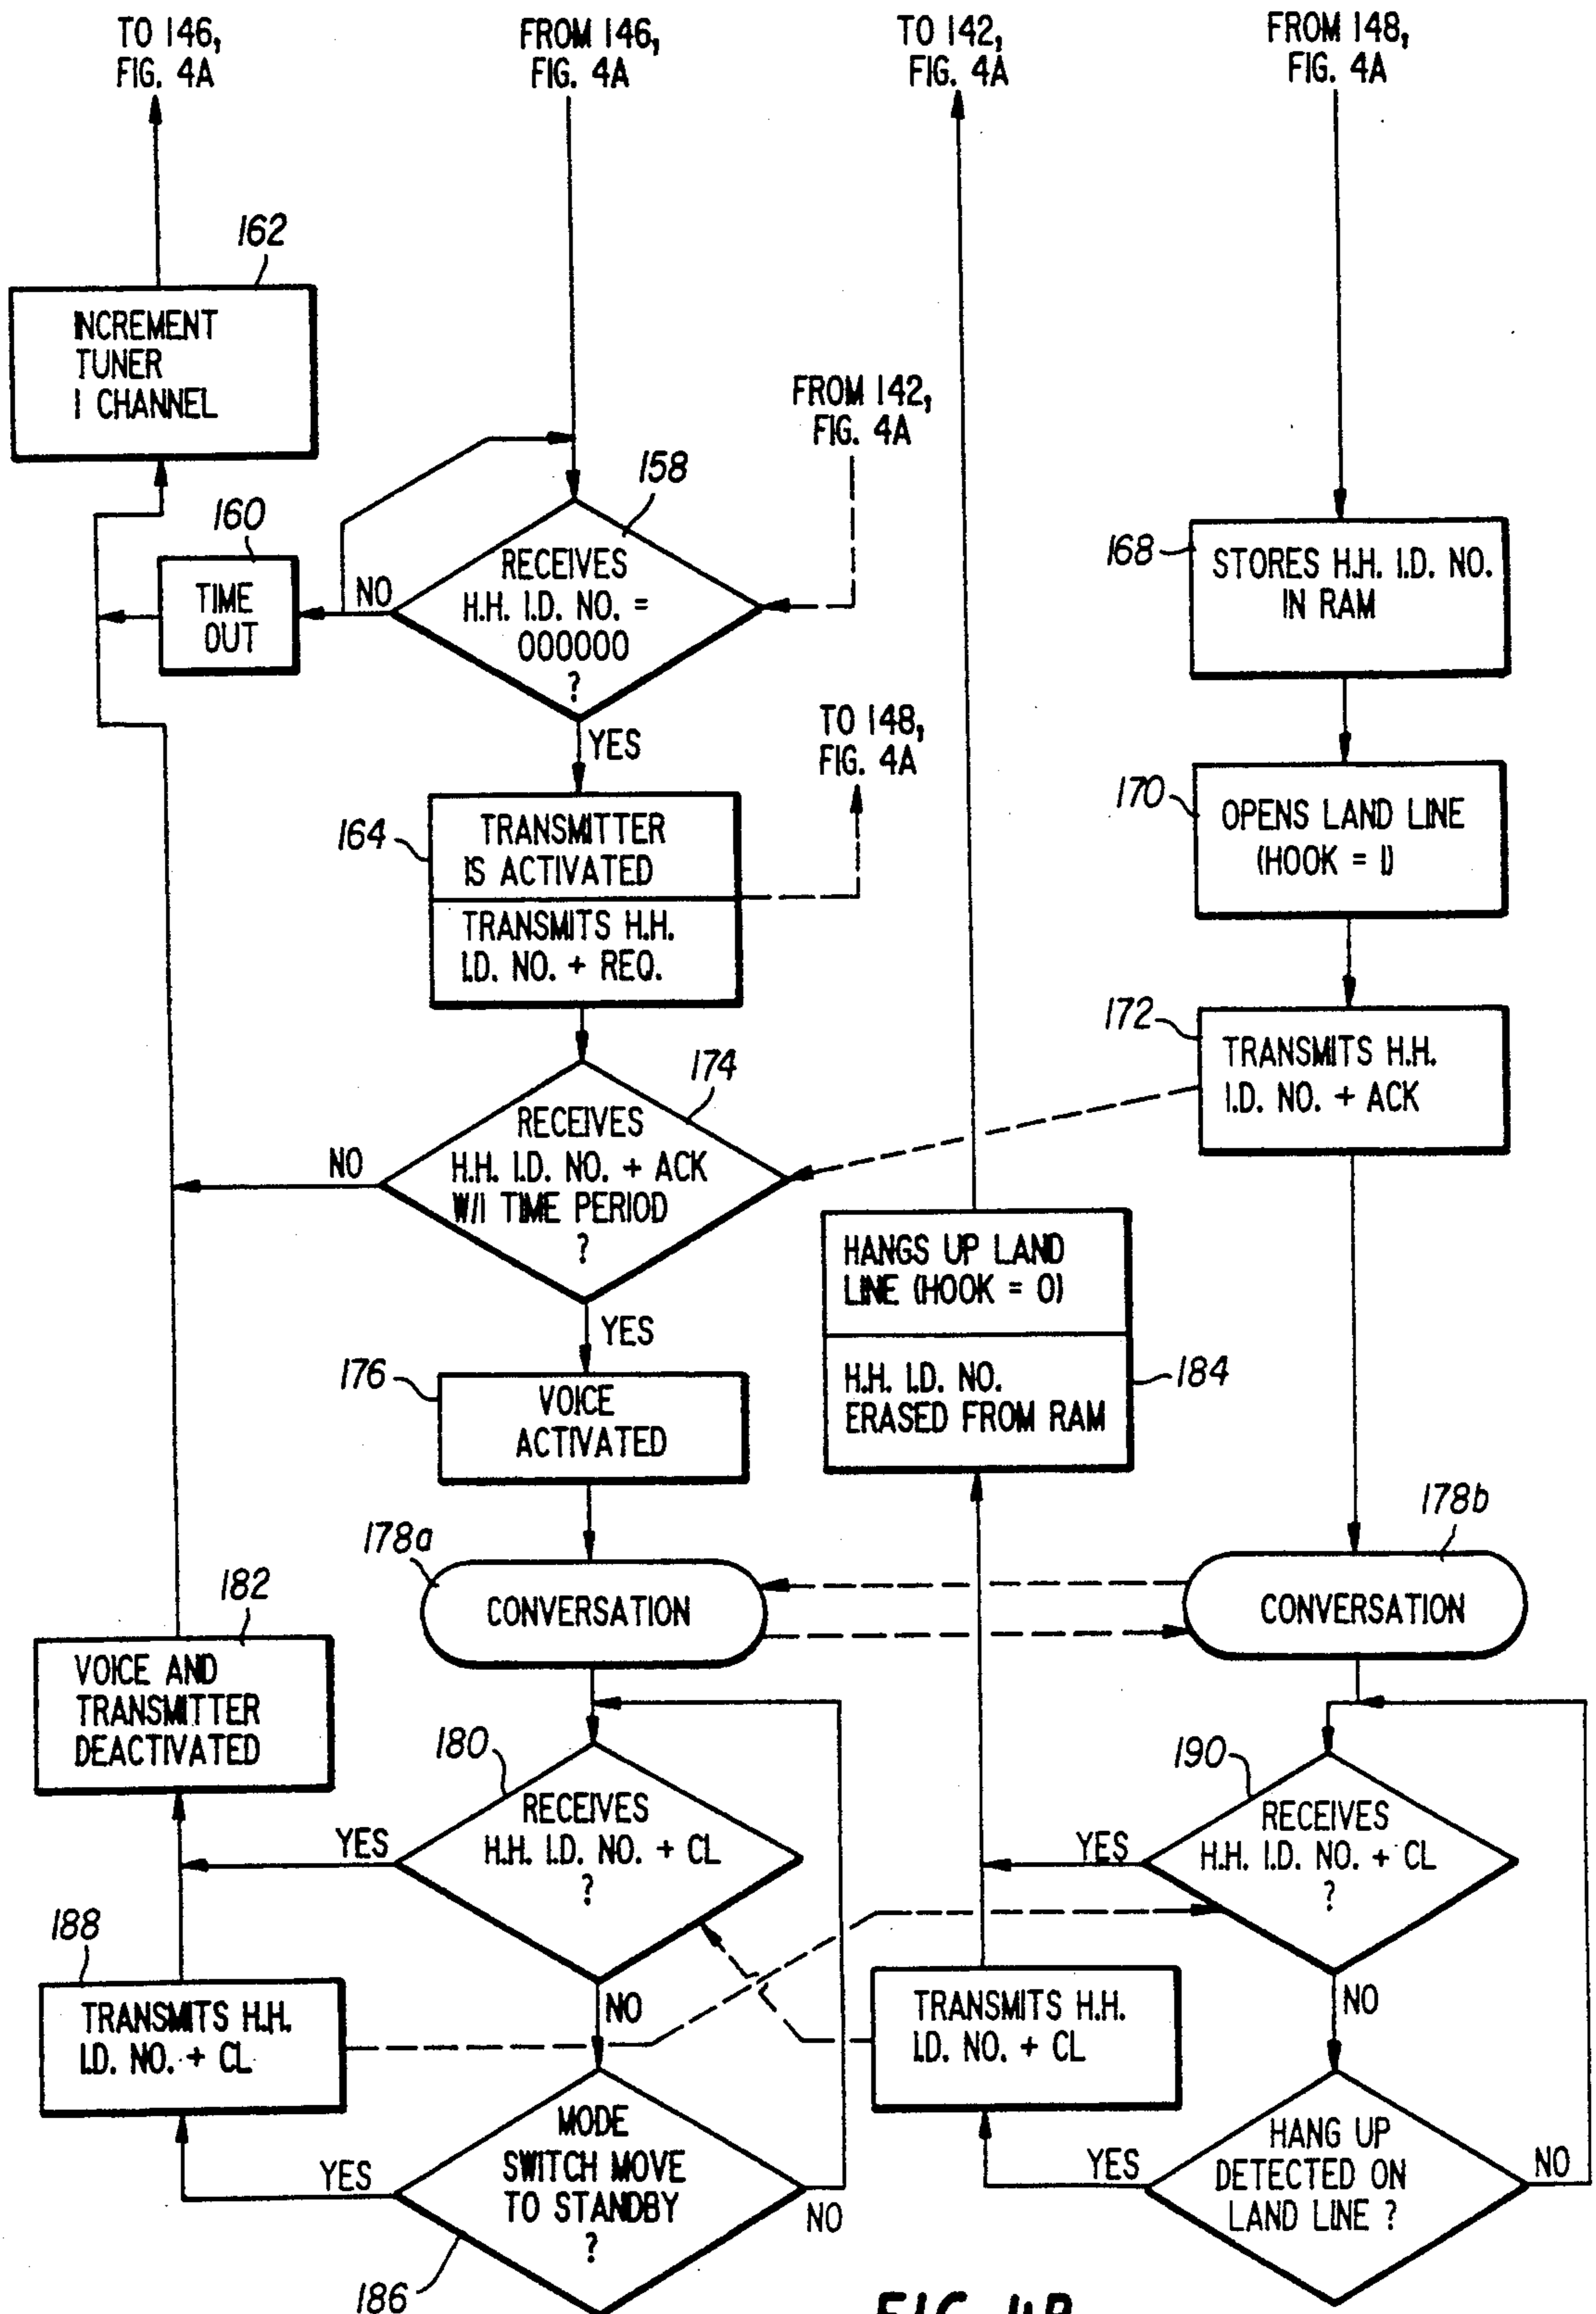 TO 146,
FIG. 4A
FROM 146,
FIG. 4A
TO 142,
FIG. 4A
FROM 148,
FIG. 4A
162
INCREMENT
TUNER
1 CHANNEL
FROM 142,
FIG. 4A
158
RECEIVES
H.H. I.D. NO. =
000000
?
160
TIME
OUT
NO
YES
168
STORES H.H. I.D. NO.
IN RAM
TO 148,
FIG. 4A
164
TRANSMITTER
IS ACTIVATED
TRANSMITS H.H.
I.D. NO. + REQ.
170
OPENS LAND LINE
(HOOK = 1)
172
TRANSMITS H.H.
I.D. NO. + ACK
174
RECEIVES
H.H. I.D. NO. + ACK
W/I TIME PERIOD
?
NO
YES
HANGS UP LAND
LINE (HOOK = 0)
H.H. I.D. NO.
ERASED FROM RAM
184
176
VOICE
ACTIVATED
178a
CONVERSATION
178b
CONVERSATION
182
VOICE AND
TRANSMITTER
DEACTIVATED
180
RECEIVES
H.H. I.D. NO. + CL
?
YES
NO
190
RECEIVES
H.H. I.D. NO. + CL
?
YES
NO
188
TRANSMITS H.H.
I.D. NO. + CL
TRANSMITS H.H.
I.D. NO. + CL
MODE
SWITCH MOVE
TO STANDBY
?
YES
NO
186
HANG UP
DETECTED ON
LAND LINE ?
YES
NO
FIG. 4B